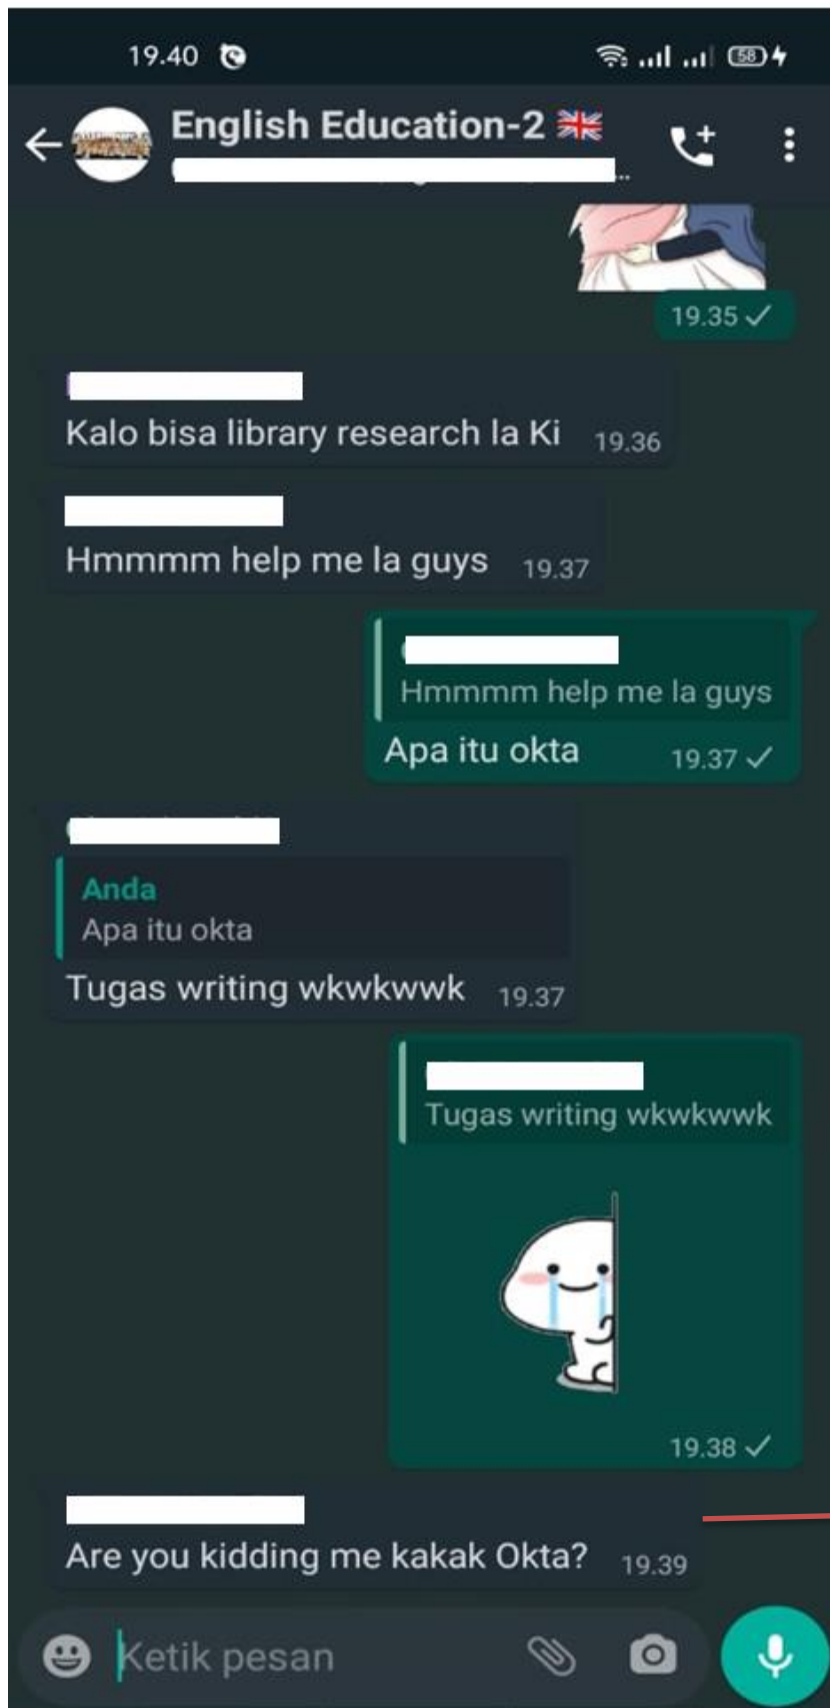 19.40
58
English Education-2
...
19.35
Kalo bisa library research la Ki 19.36
Hmmmm help me la guys 19.37
Hmmmm help me la guys
Apa itu okta 19.37
Anda
Apa itu okta
Tugas writing wkwkwwk 19.37
Tugas writing wkwkwwk
19.38
Are you kidding me kakak Okta? 19.39
Ketik pesan